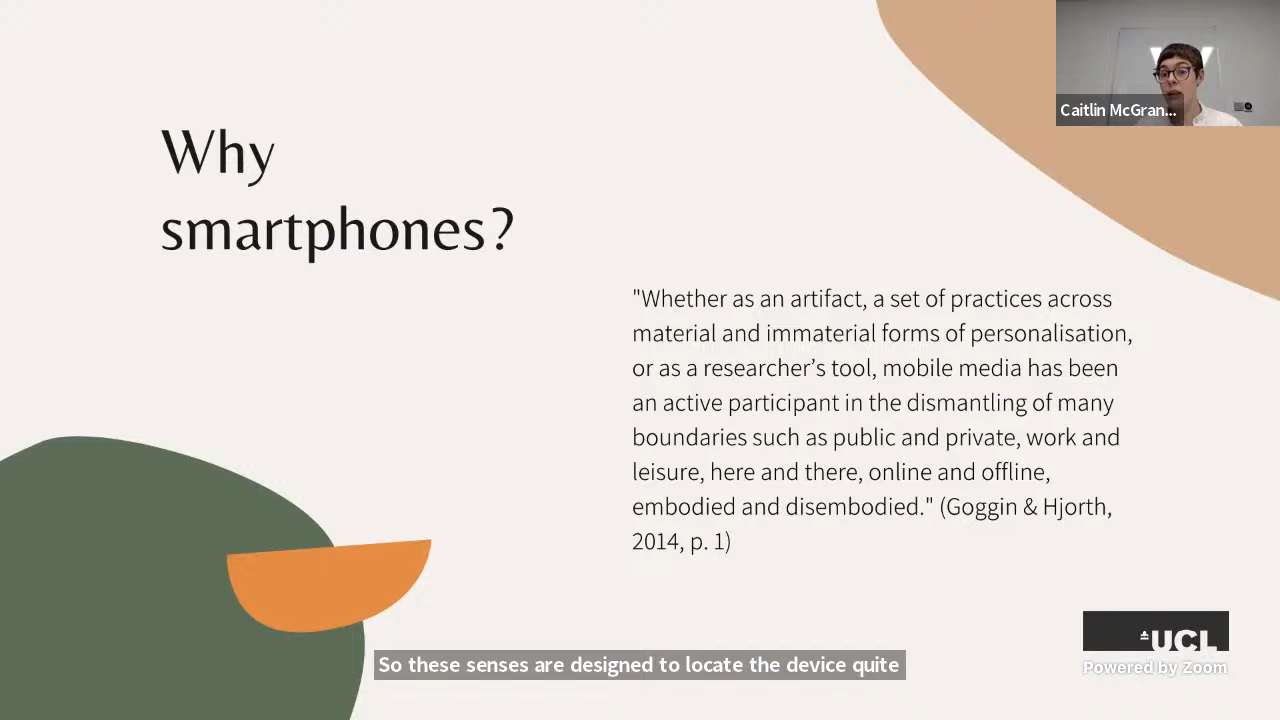 Caitlin McGran...
Why
smartphones?
"Whether as an artifact, a set of practices across
material and immaterial forms of personalisation,
or as a researcher’s tool, mobile media has been
an active participant in the dismantling of many
boundaries such as public and private, work and
leisure, here and there, online and offline,
embodied and disembodied." (Goggin & Hjorth,
2014, p. 1)
UCL
Powered by Zoom
So these senses are designed to locate the device quite